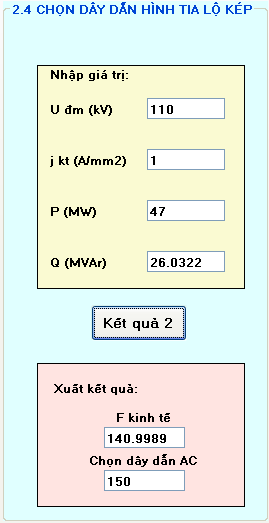 2.4 CHỌN DÂY DẪN HÌNH TIA LỘ KÉP
Nhập giá trị:
U đm (kV) 110
j kt (A/mm2) 1
P (MW) 47
Q (MVAr) 26.0322
Kết quả 2
Xuất kết quả:
F kinh tế
140.9989
Chọn dây dẫn AC
150